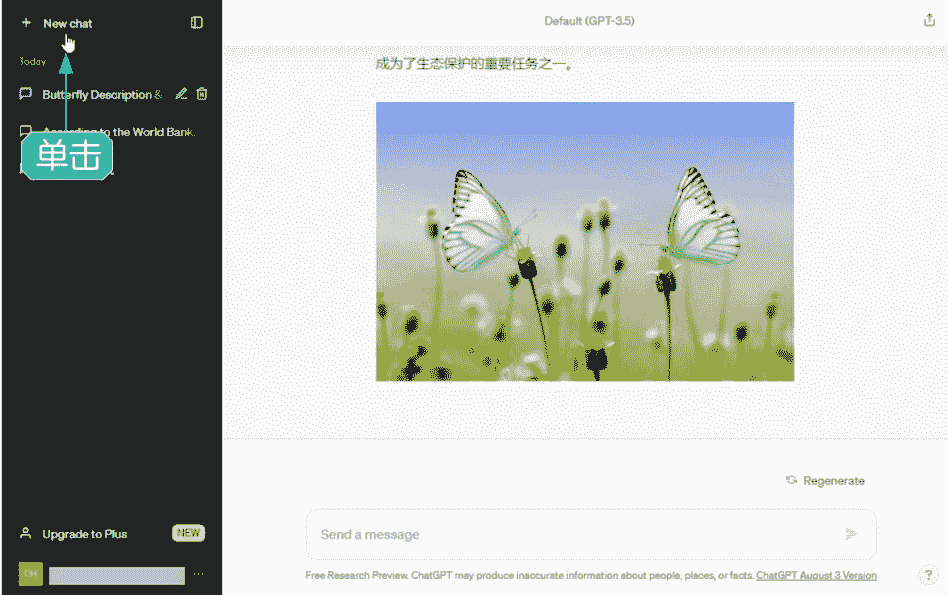 New chat
Today
Butterfly Description &
According to the World Bank.
单击
Upgrade to Plus
NEW
CH
Default (GPT-3.5)
成为了生态保护的重要任务之一。
Regenerate
Send a message
Free Research Preview. ChatGPT may produce inaccurate information about people, places, or facts. ChatGPT August 3 Version
?